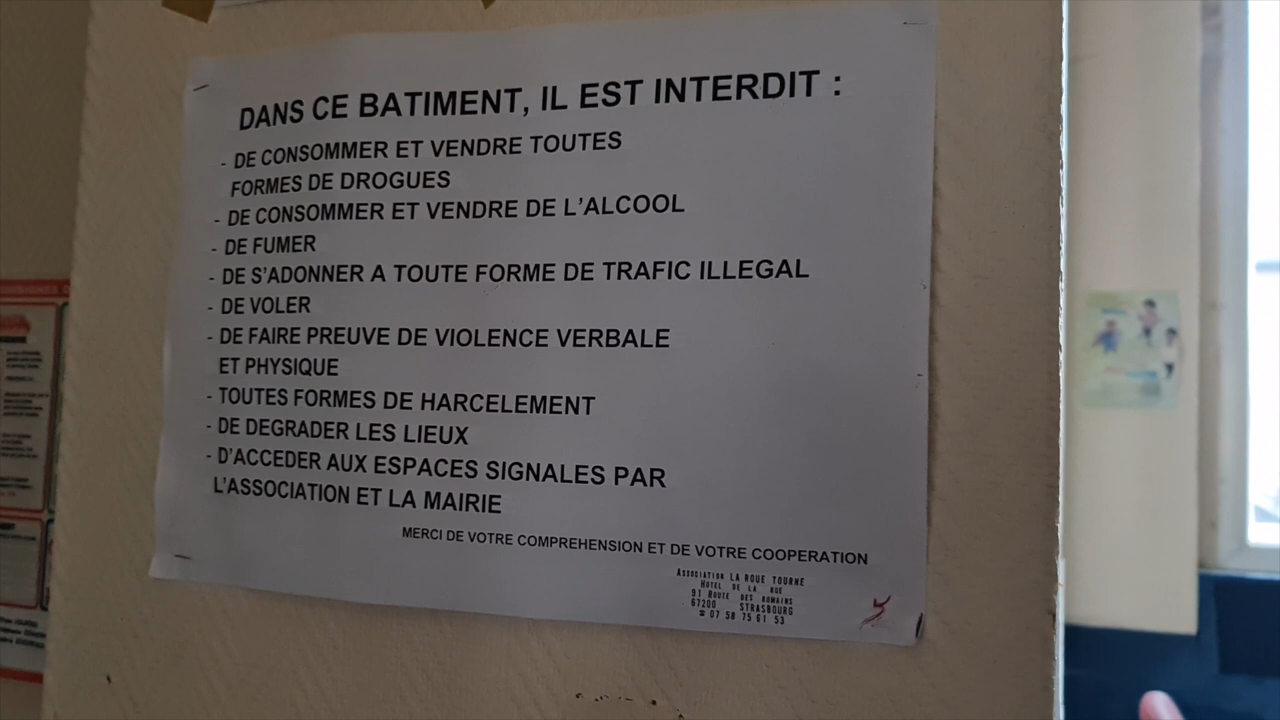 DANS CE BATIMENT, IL EST INTERDIT :
- DE CONSOMMER ET VENDRE TOUTES
FORMES DE DROGUES
- DE CONSOMMER ET VENDRE DE L'ALCOOL
- DE FUMER
- DE S'ADONNER A TOUTE FORME DE TRAFIC ILLEGAL
- DE VOLER
- DE FAIRE PREUVE DE VIOLENCE VERBALE
ET PHYSIQUE
- TOUTES FORMES DE HARCELEMENT
- DE DEGRADER LES LIEUX
- D'ACCEDER AUX ESPACES SIGNALES PAR
L'ASSOCIATION ET LA MAIRIE
MERCI DE VOTRE COMPREHENSION ET DE VOTRE COOPERATION
ASSOCIATION LA ROUE TOURNE
HOTEL DE LA RUE
91 ROUTE DES ROMAINS
67200 STRASBOURG
☎ 07 58 75 61 53